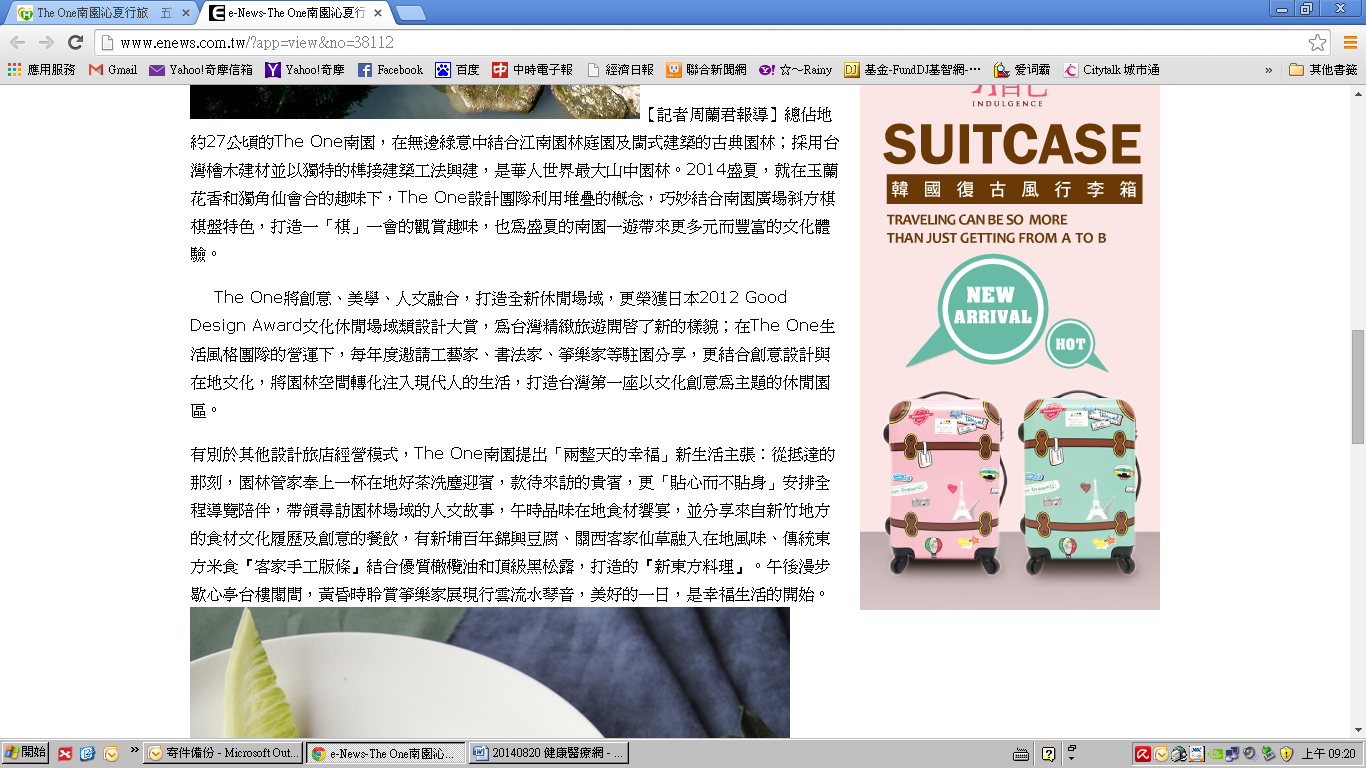 The One南園沁夏行旅 五
e-News-The One南園沁夏行
www.enews.com.tw/?app=view&no=38112
應用服務 Gmail Yahoo!奇摩信箱 Yahoo!奇摩 Facebook 百度 中時電子報 經濟日報 聯合新聞網 ☆～Rainy 基金-FundDJ基智網-⋯ 爱词霸 Citytalk 城市通 » 其他書籤
【記者周蘭君報導】總佔地
約27公頃的The One南園，在無邊綠意中結合江南園林庭園及閩式建築的古典園林；採用台
灣檜木建材並以獨特的榫接建築工法興建，是華人世界最大山中園林。2014盛夏，就在玉蘭
花香和獨角仙會合的趣味下，The One設計團隊利用堆疊的概念，巧妙結合南園廣場斜方棋
棋盤特色，打造一「棋」一會的觀賞趣味，也為盛夏的南園一遊帶來更多元而豐富的文化體
驗。
The One將創意、美學、人文融合，打造全新休閒場域，更榮獲日本2012 Good
Design Award文化休閒場域類設計大賞，為台灣精緻旅遊開啓了新的樣貌；在The One生
活風格團隊的營運下，每年度邀請工藝家、書法家、箏樂家等駐園分享，更結合創意設計與
在地文化，將園林空間轉化注入現代人的生活，打造台灣第一座以文化創意為主題的休閒園
區。
有別於其他設計旅店經營模式，The One南園提出「兩整天的幸福」新生活主張：從抵達的
那刻，園林管家奉上一杯在地好茶洗塵迎賓，款待來訪的貴賓，更「貼心而不貼身」安排全
程導覽陪伴，帶領尋訪園林場域的人文故事，午時品味在地食材饗宴，並分享來自新竹地方
的食材文化履歷及創意的餐飲，有新埔百年錦興豆腐、關西客家仙草融入在地風味、傳統東
方米食『客家手工粄條』結合優質橄欖油和頂級黑松露，打造的『新東方料理』。午後漫步
歇心亭台樓閣間，黃昏時聆賞箏樂家展現行雲流水琴音，美好的一日，是幸福生活的開始。
INDULGENCE
SUITCASE
韓國復古風行李箱
TRAVELING CAN BE SO MORE
THAN JUST GETTING FROM A TO B
NEW
ARRIVAL
HOT
開始 » 寄件備份 - Microsoft Out... e-News-The One南園沁... 20140820 健康醫療網 - ... 上午 09:20